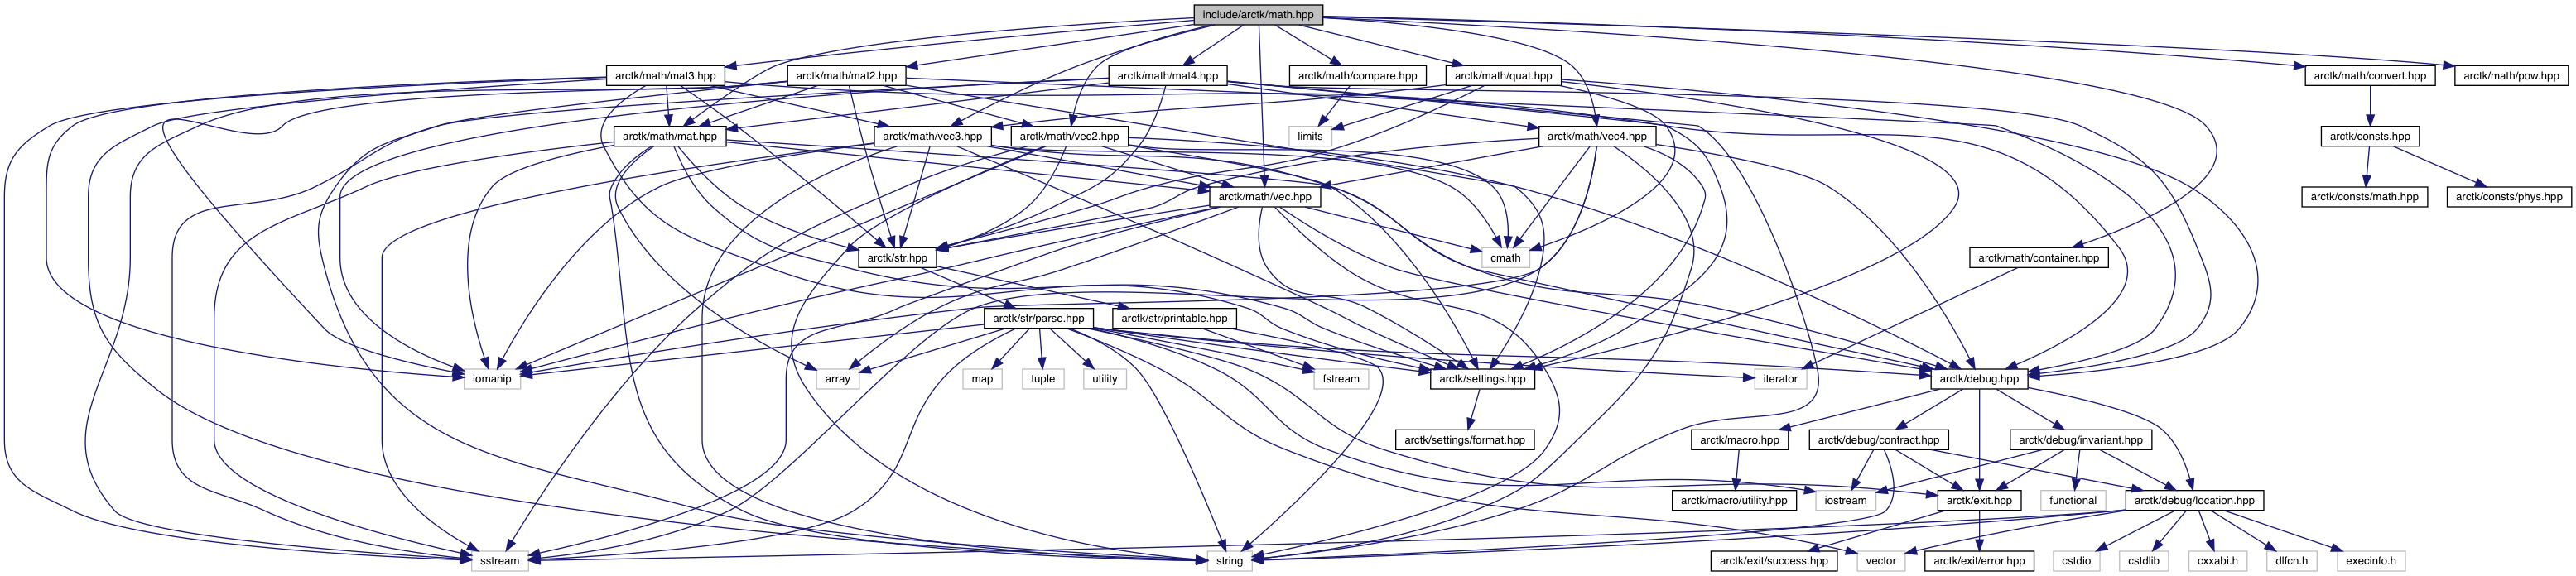 include/arctk/math.hpp
arctk/math/mat3.hpp
arctk/math/mat2.hpp
arctk/math/mat4.hpp
arctk/math/compare.hpp
arctk/math/quat.hpp
arctk/math/convert.hpp
arctk/math/pow.hpp
arctk/math/mat.hpp
arctk/math/vec3.hpp
arctk/math/vec2.hpp
limits
arctk/math/vec4.hpp
arctk/consts.hpp
arctk/math/vec.hpp
arctk/consts/math.hpp
arctk/consts/phys.hpp
arctk/str.hpp
cmath
arctk/math/container.hpp
arctk/str/parse.hpp
arctk/str/printable.hpp
iomanip
array
map
tuple
utility
fstream
arctk/settings.hpp
iterator
arctk/debug.hpp
arctk/settings/format.hpp
arctk/macro.hpp
arctk/debug/contract.hpp
arctk/debug/invariant.hpp
arctk/macro/utility.hpp
iostream
arctk/exit.hpp
functional
arctk/debug/location.hpp
sstream
string
arctk/exit/success.hpp
vector
arctk/exit/error.hpp
cstdio
cstdlib
cxxabi.h
dlfcn.h
execinfo.h